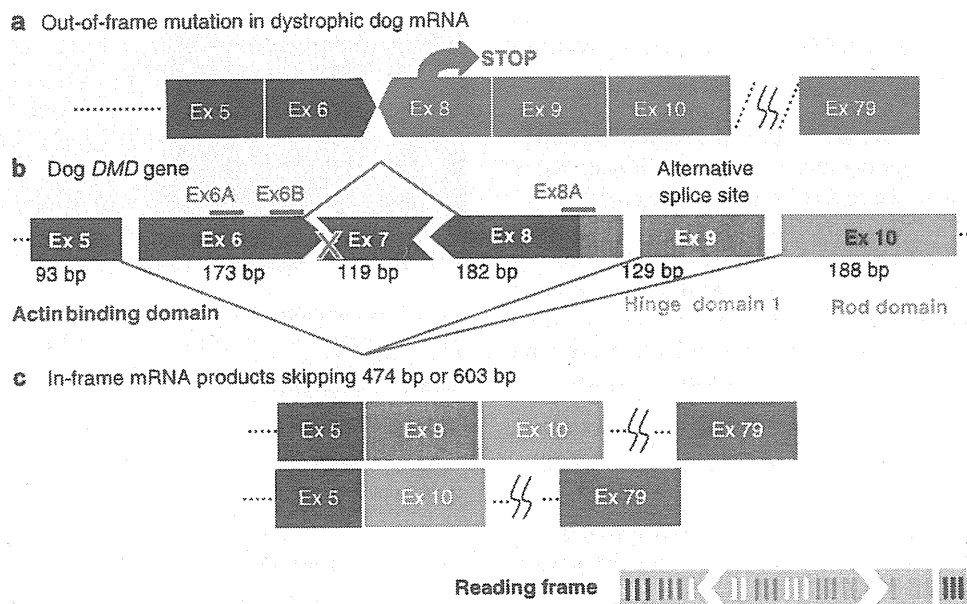 a Out-of-frame mutation in dystrophic dog mRNA
STOP
Ex 5 Ex 6 Ex 8 Ex 9 Ex 10 Ex 79
b Dog DMD gene
Alternative
splice site
Ex6A Ex6B Ex8A
Ex 5 Ex 6 X Ex 7 Ex 8 Ex 9 Ex 10
93 bp 173 bp 119 bp 182 bp 129 bp 188 bp
Actin binding domain Hinge domain 1 Rod domain
c In-frame mRNA products skipping 474 bp or 603 bp
Ex 5 Ex 9 Ex 10 Ex 79
Ex 5 Ex 10 Ex 79
Reading frame